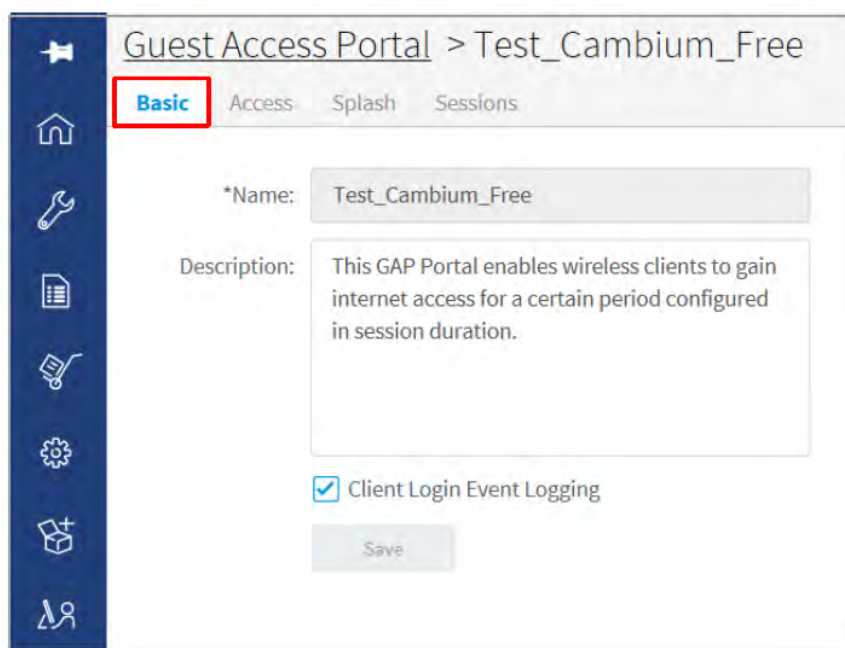 Guest Access Portal > Test_Cambium_Free
Basic Access Splash Sessions
*Name: Test_Cambium_Free
Description: This GAP Portal enables wireless clients to gain
internet access for a certain period configured
in session duration.
Client Login Event Logging
Save